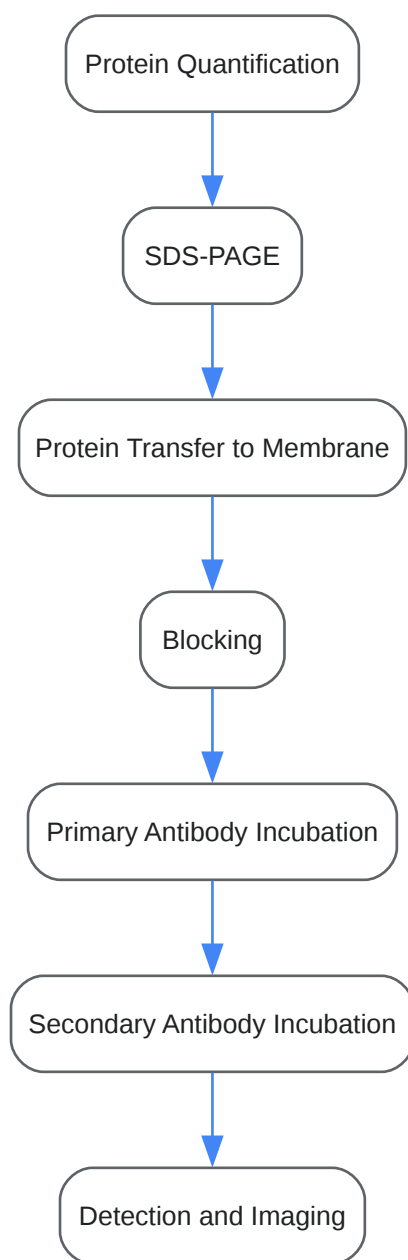 Protein Quantification
SDS-PAGE
Protein Transfer to Membrane
Blocking
Primary Antibody Incubation
Secondary Antibody Incubation
Detection and Imaging